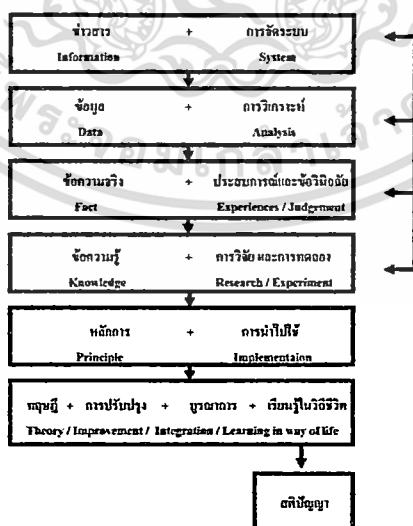 ข่าวสาร + การจัดระบบ
Information System
ข้อมูล + การวิเคราะห์
Data Analysis
ข้อความจริง + ประสบการณ์และข้อวินิจฉัย
Fact Experiences / Judgement
ข้อความรู้ + การวิจัย และการทดลอง
Knowledge Research / Experiment
หลักการ + การนำไปใช้
Principle Implementaion
ทฤษฎี + การปรับปรุง + บูรณาการ + เรียนรู้ในวิถีชีวิต
Theory / Improvement / Integration / Learning in way of life
สติปัญญา